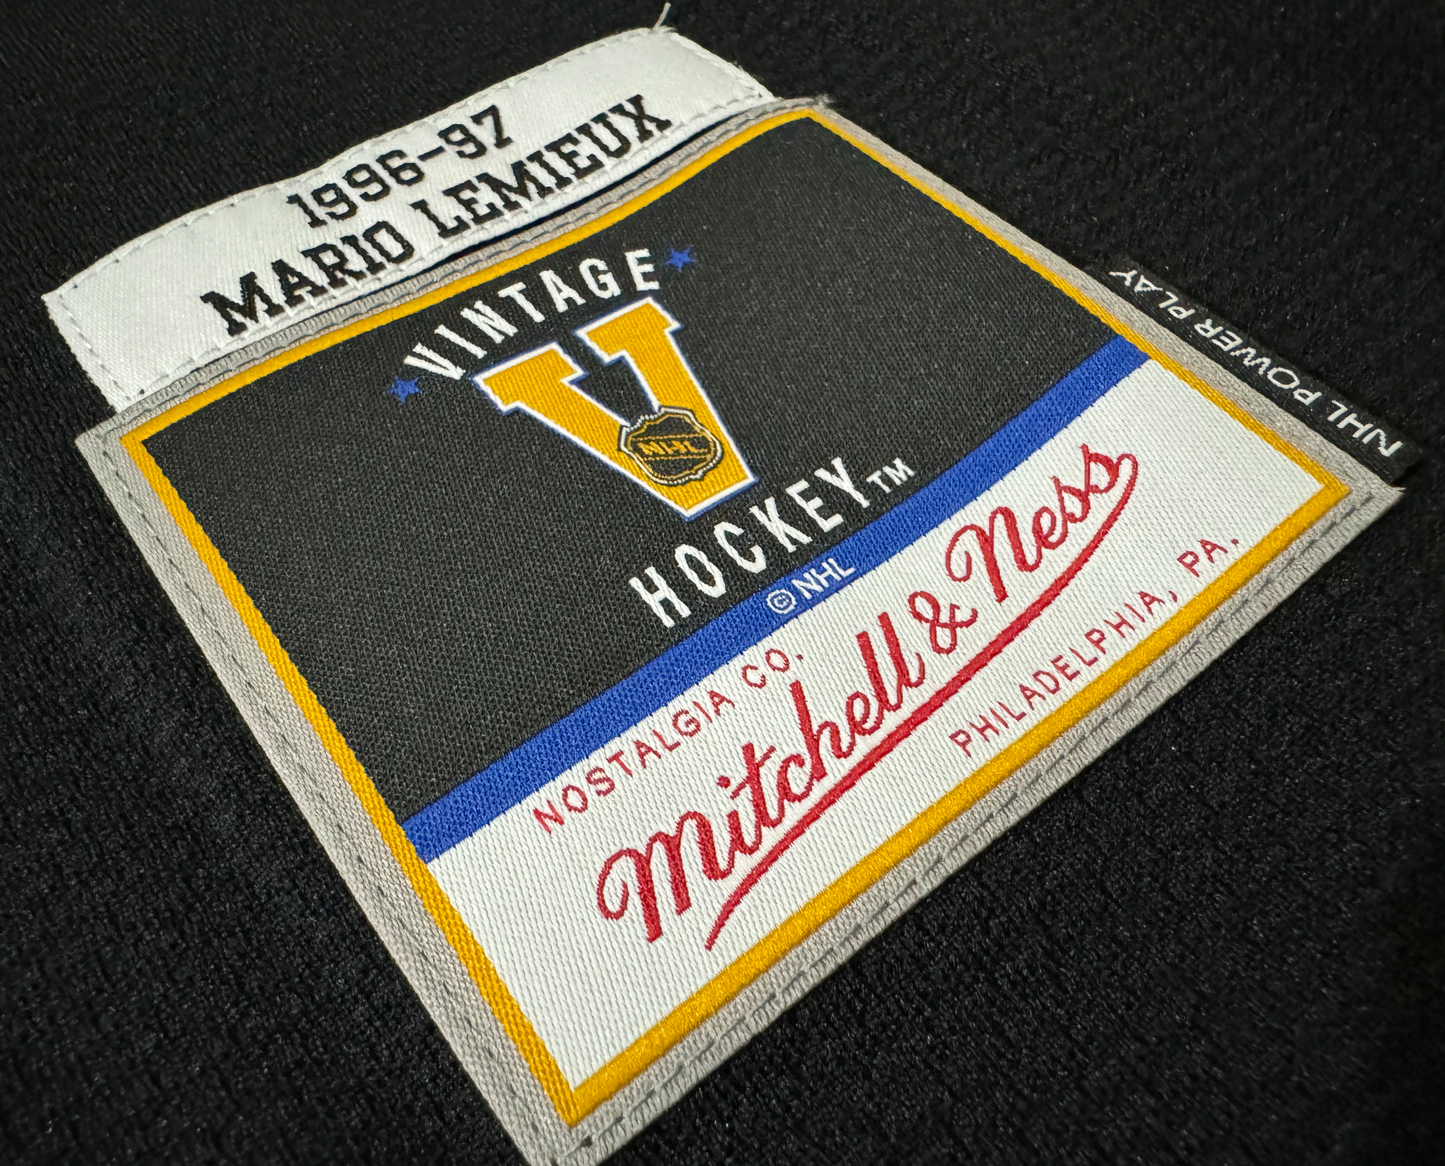 1996-97
MARIO LEMIEUX
VINTAGE
V
NHL
HOCKEY™
© NHL
NOSTALGIA CO.
Mitchell & Ness
PHILADELPHIA, PA.
NHL POWER PLAY